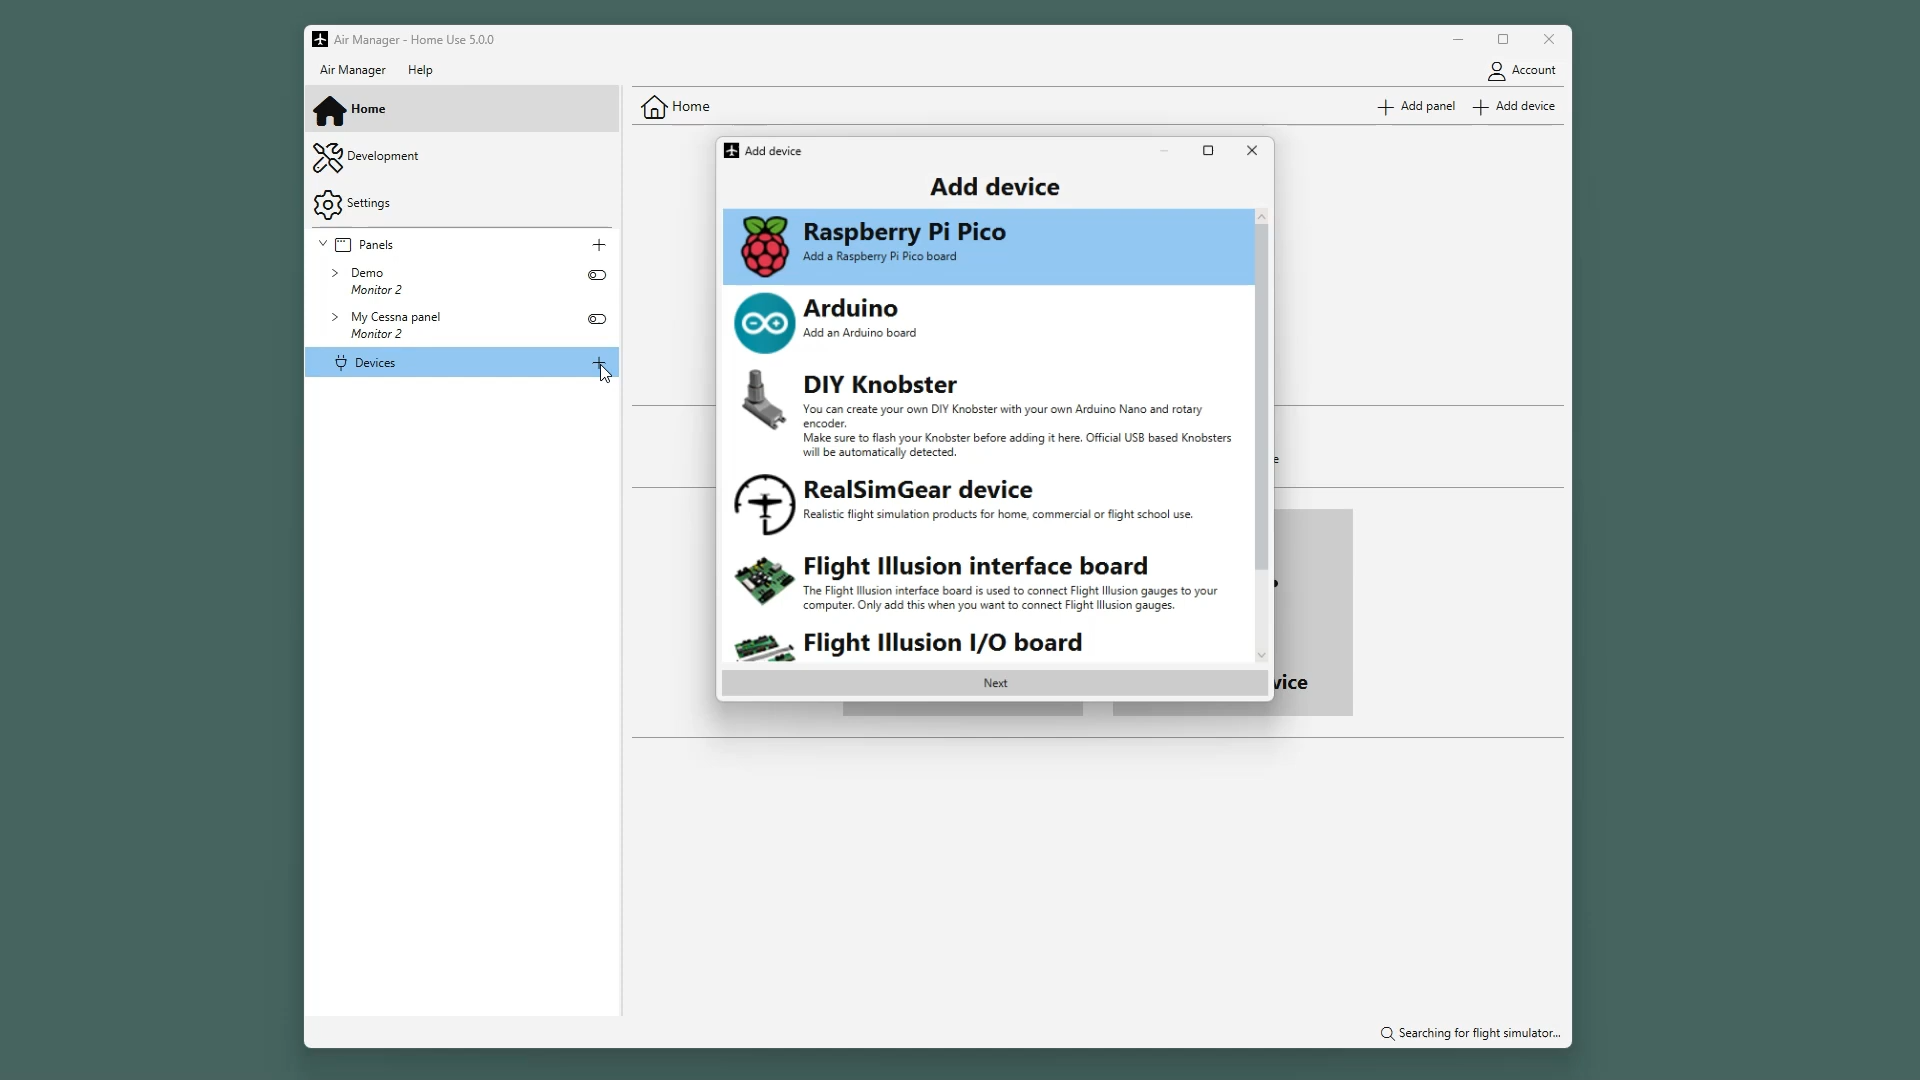 Air Manager - Home Use 5.0.0
Air Manager
Help
Account
Home
Development
Settings
Panels
Demo
Monitor 2
My Cessna panel
Monitor 2
Devices
Home
Add panel
Add device
Add device
Add device
Raspberry Pi Pico
Add a Raspberry Pi Pico board
Arduino
Add an Arduino board
DIY Knobster
You can create your own DIY Knobster with your own Arduino Nano and rotary
encoder.
Make sure to flash your Knobster before adding it here. Official USB based Knobsters
will be automatically detected.
RealSimGear device
Realistic flight simulation products for home, commercial or flight school use.
Flight Illusion interface board
The Flight Illusion interface board is used to connect Flight Illusion gauges to your
computer. Only add this when you want to connect Flight Illusion gauges.
Flight Illusion I/O board
Next
Searching for flight simulator...